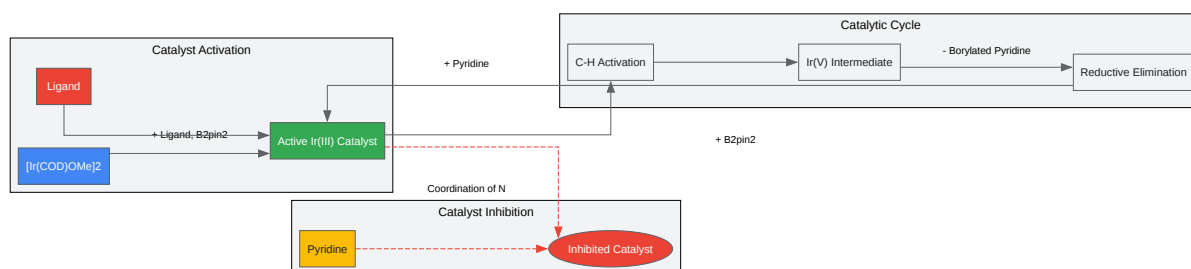 Catalytic Cycle
Catalyst Activation
- Borylated Pyridine
+ Pyridine
C-H Activation
Ir(V) Intermediate
Reductive Elimination
Ligand
+ Ligand, B2pin2
Active Ir(III) Catalyst
+ B2pin2
[Ir(COD)OMe]2
Coordination of N
Catalyst Inhibition
Pyridine
Inhibited Catalyst